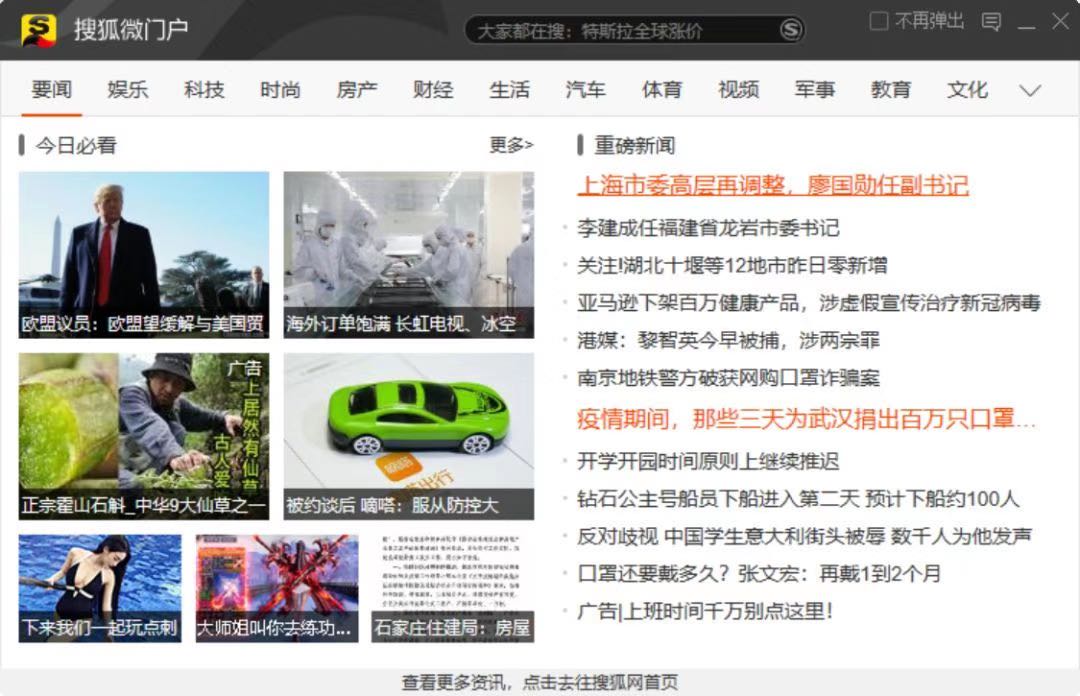 搜狐微门户
大家都在搜：特斯拉全球涨价
不再弹出
要闻 娱乐 科技 时尚 房产 财经 生活 汽车 体育 视频 军事 教育 文化
今日必看 更多>
欧盟议员：欧盟望缓解与美国贸
海外订单饱满 长虹电视、冰空
广告
上居然有仙草
古人爱
正宗霍山石斛_中华9大仙草之一
嘀嗒出行
被约谈后 嘀嗒：服从防控大
下来我们一起玩点刺
大师姐叫你去练功...
石家庄住建局：房屋
重磅新闻
上海市委高层再调整，廖国勋任副书记
李建成任福建省龙岩市委书记
关注!湖北十堰等12地市昨日零新增
亚马逊下架百万健康产品，涉虚假宣传治疗新冠病毒
港媒：黎智英今早被捕，涉两宗罪
南京地铁警方破获网购口罩诈骗案
疫情期间，那些三天为武汉捐出百万只口罩...
开学开园时间原则上继续推迟
钻石公主号船员下船进入第二天 预计下船约100人
反对歧视 中国学生意大利街头被辱 数千人为他发声
口罩还要戴多久？张文宏：再戴1到2个月
广告|上班时间千万别点这里！
查看更多资讯，点击去往搜狐网首页